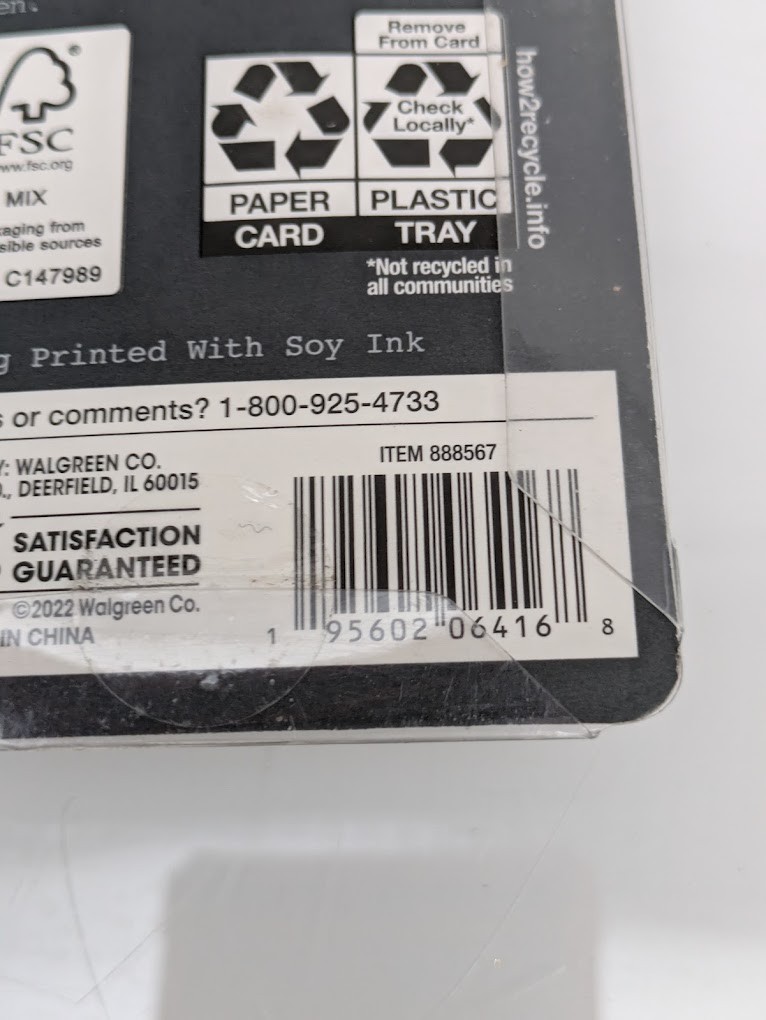 en.
Remove
From Card
Check
Locally*
PAPER
PLASTIC
CARD
TRAY
*Not recycled in
all communities
how2recycle.info
®
FSC
www.fsc.org
MIX
aging from
sible sources
C147989
g Printed With Soy Ink
s or comments? 1-800-925-4733
Y: WALGREEN CO.
., DEERFIELD, IL 60015
SATISFACTION
GUARANTEED
©2022 Walgreen Co.
IN CHINA
ITEM 888567
1 95602 06416 8